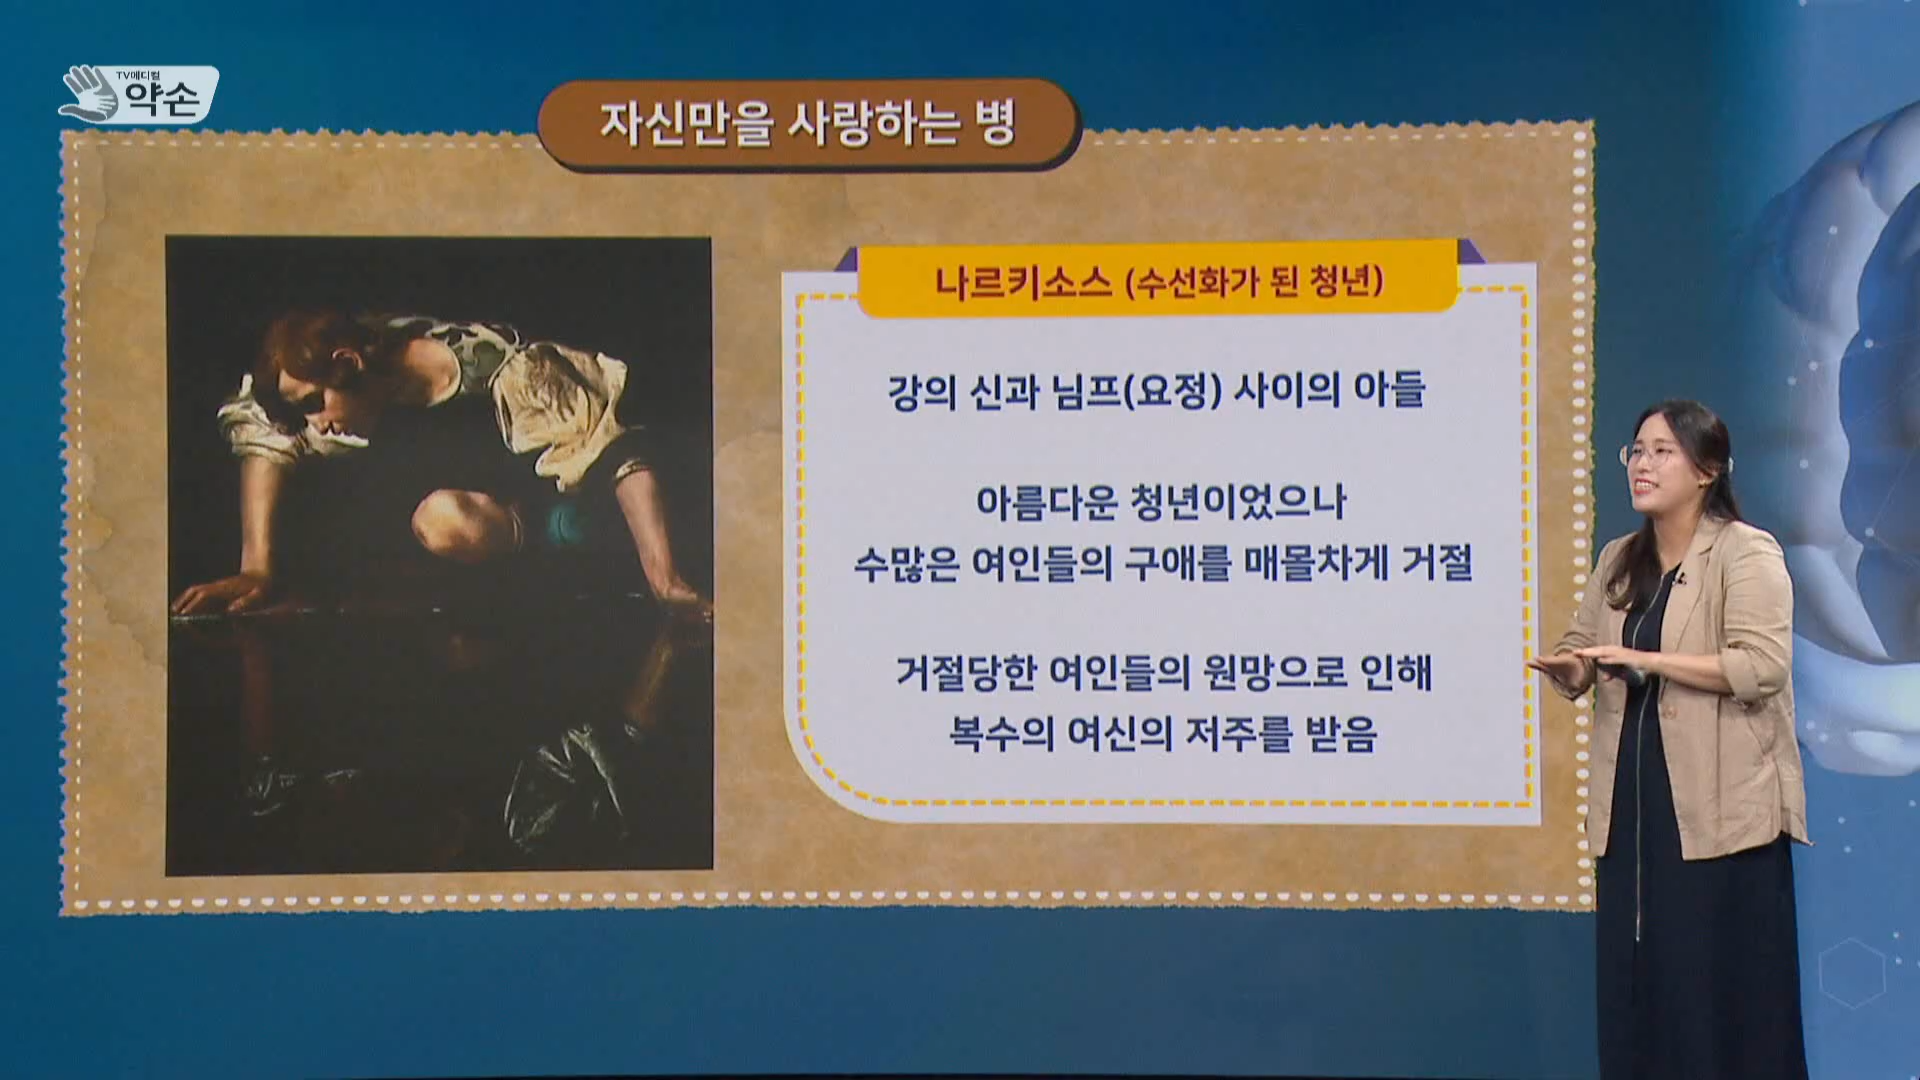 TV메디컬
약손
자신만을 사랑하는 병
나르키소스 (수선화가 된 청년)
강의 신과 님프(요정) 사이의 아들
아름다운 청년이었으나
수많은 여인들의 구애를 매몰차게 거절
거절당한 여인들의 원망으로 인해
복수의 여신의 저주를 받음